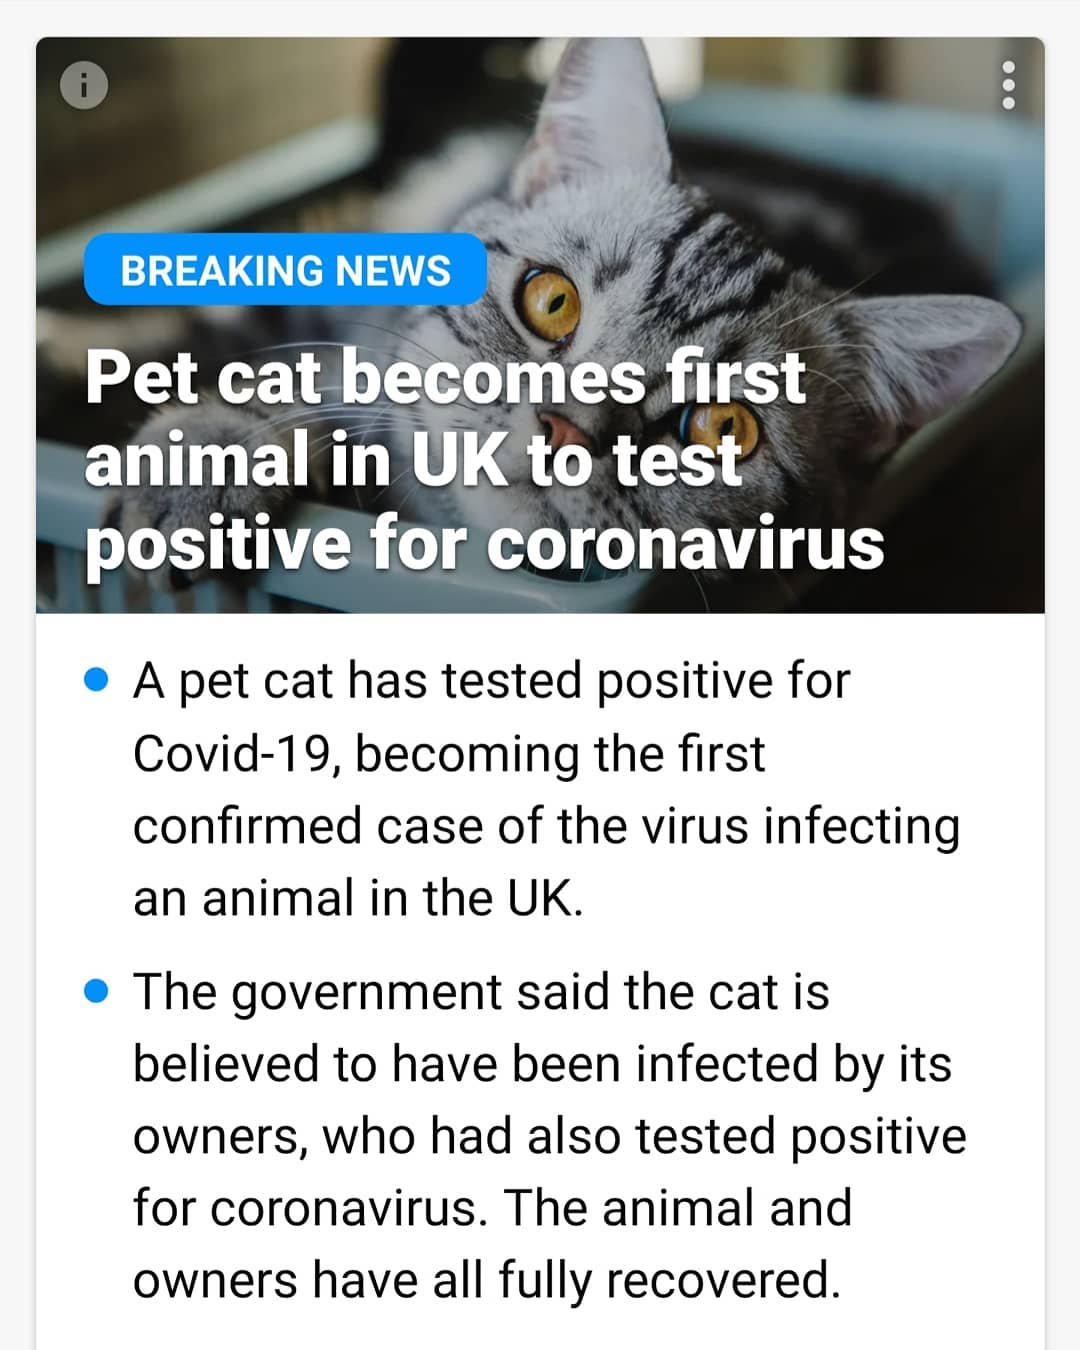 BREAKING NEWS
Pet cat becomes first
animal in UK to test
positive for coronavirus
A pet cat has tested positive for
Covid-19, becoming the first
confirmed case of the virus infecting
an animal in the UK.
The government said the cat is
believed to have been infected by its
owners, who had also tested positive
for coronavirus. The animal and
owners have all fully recovered.